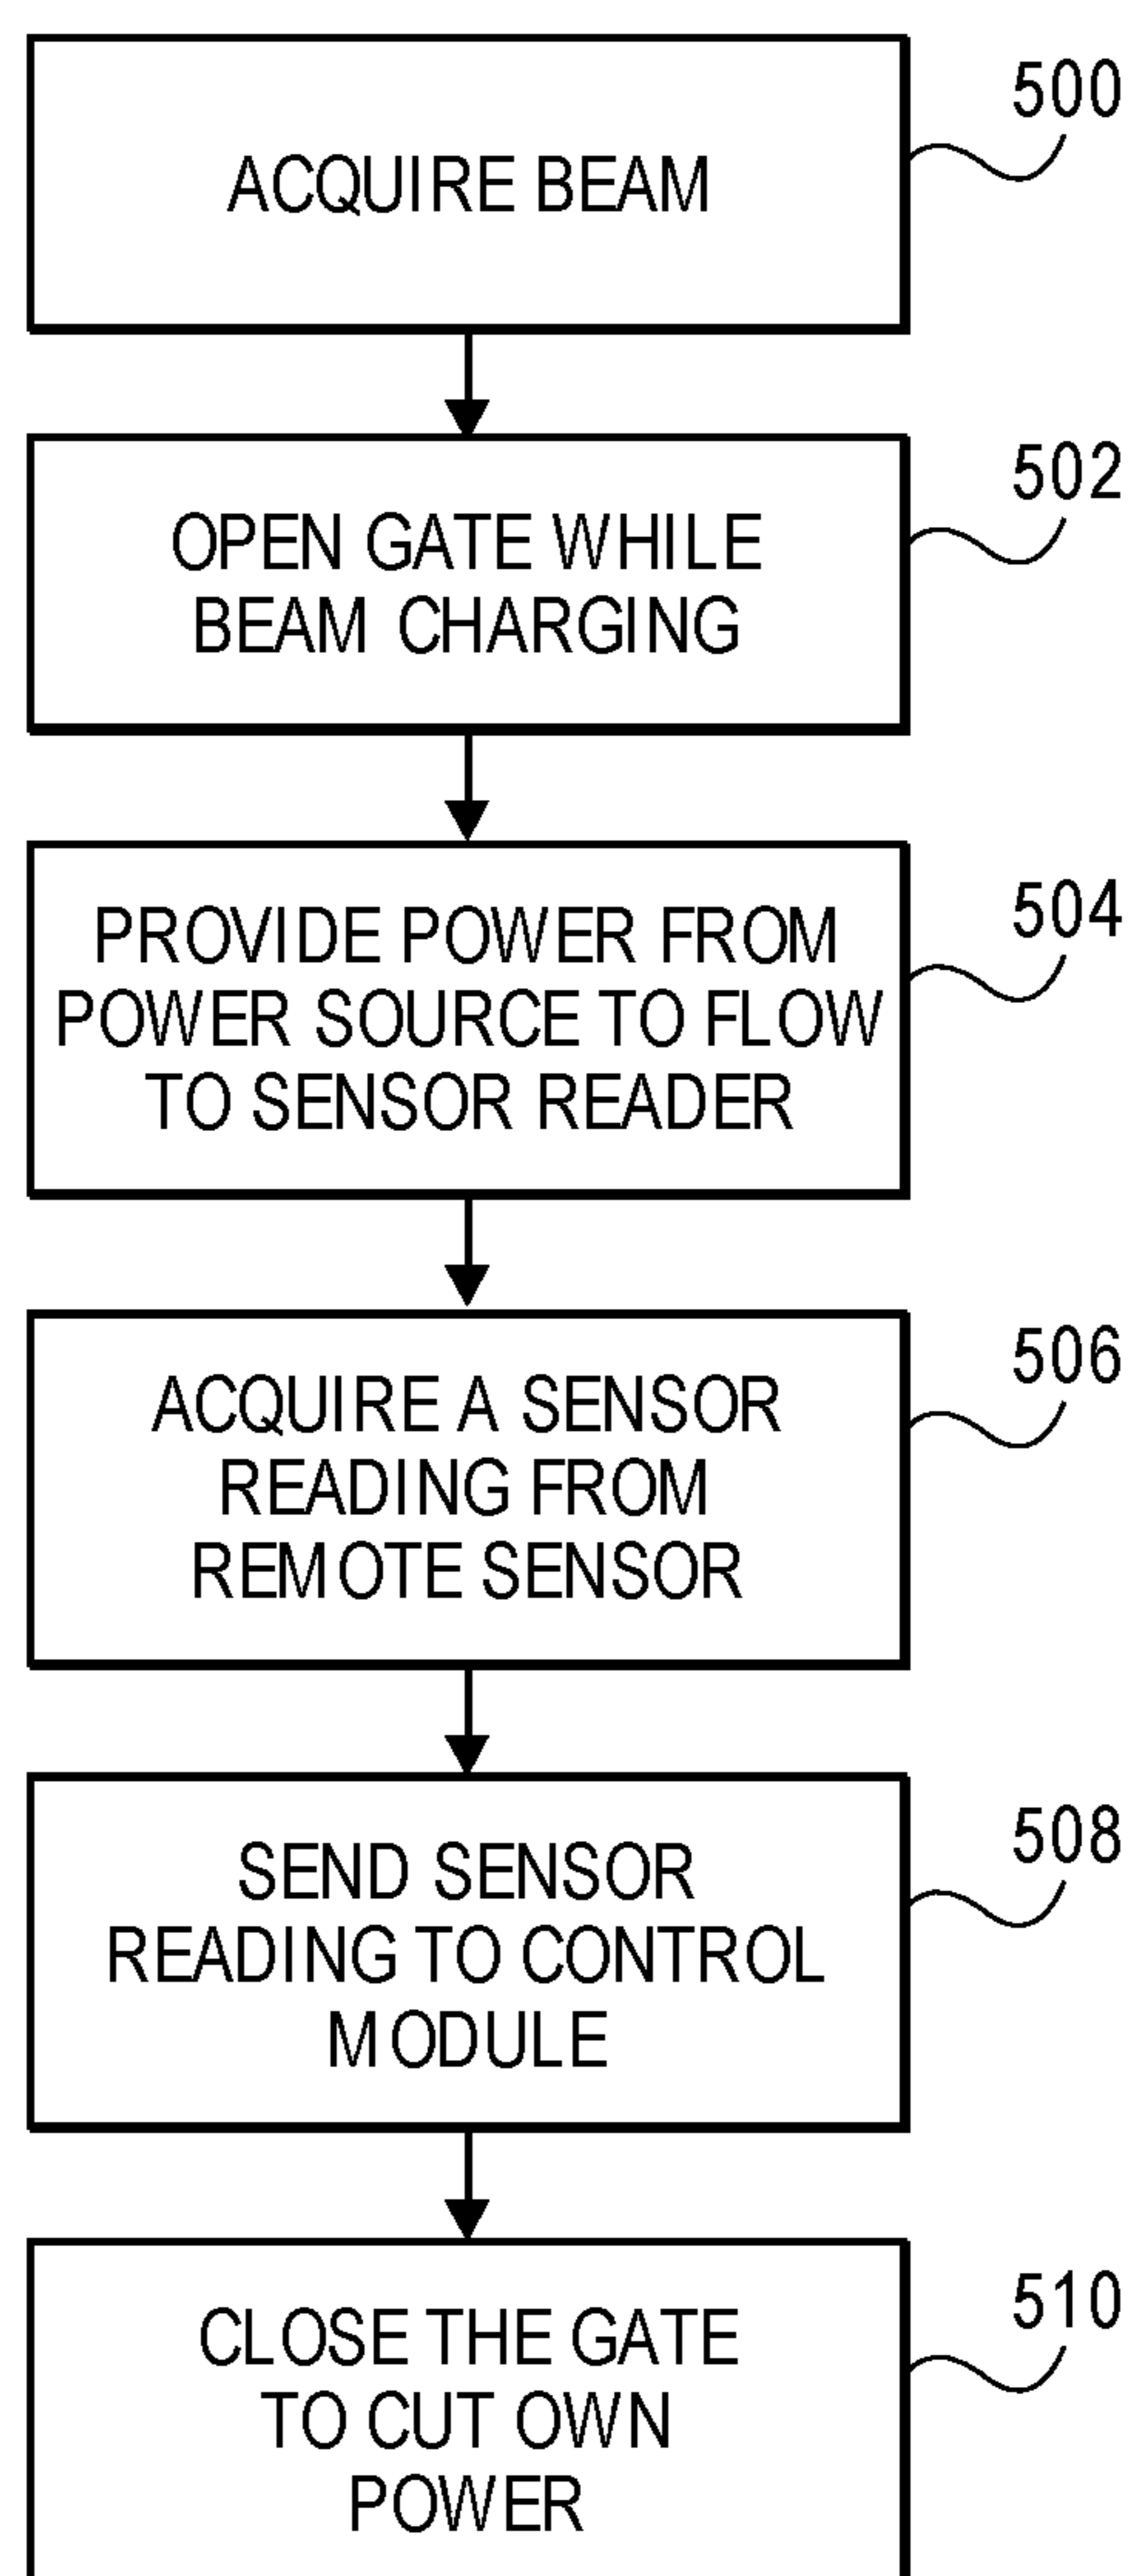 500
ACQUIRE BEAM
502
OPEN GATE WHILE
BEAM CHARGING
504
PROVIDE POWER FROM
POWER SOURCE TO FLOW
TO SENSOR READER
506
ACQUIRE A SENSOR
READING FROM
REMOTE SENSOR
508
SEND SENSOR
READING TO CONTROL
MODULE
510
CLOSE THE GATE
TO CUT OWN
POWER